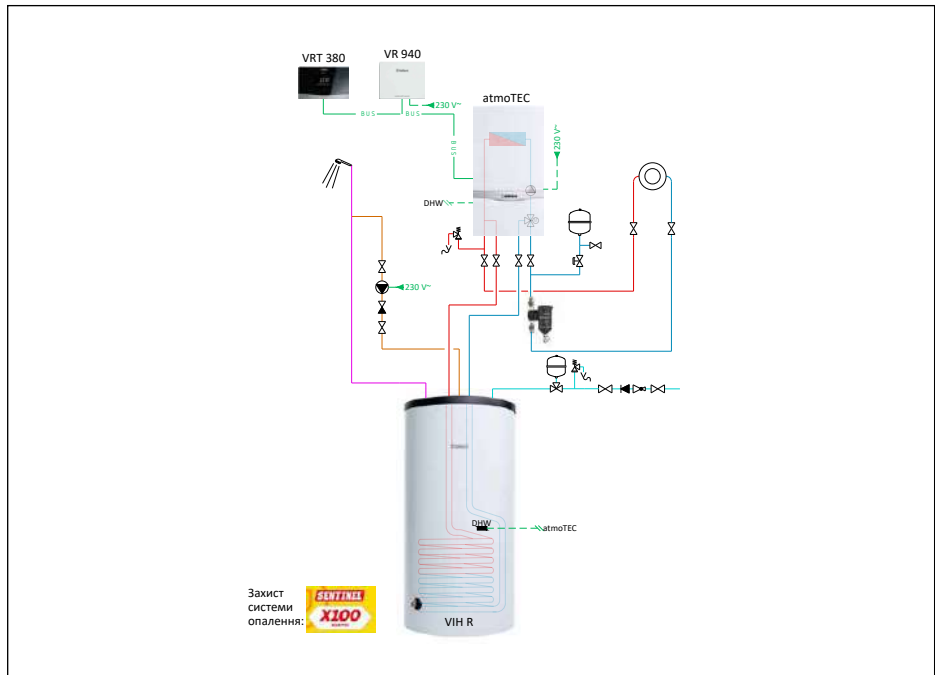 VRT 380
VR 940
230 V~
BUS
BUS
BUS
atmoTEC
230 V~
DHW
230 V~
DHW
atmoTEC
VIH R
Захист
системи
опалення:
SENTINEL
X100